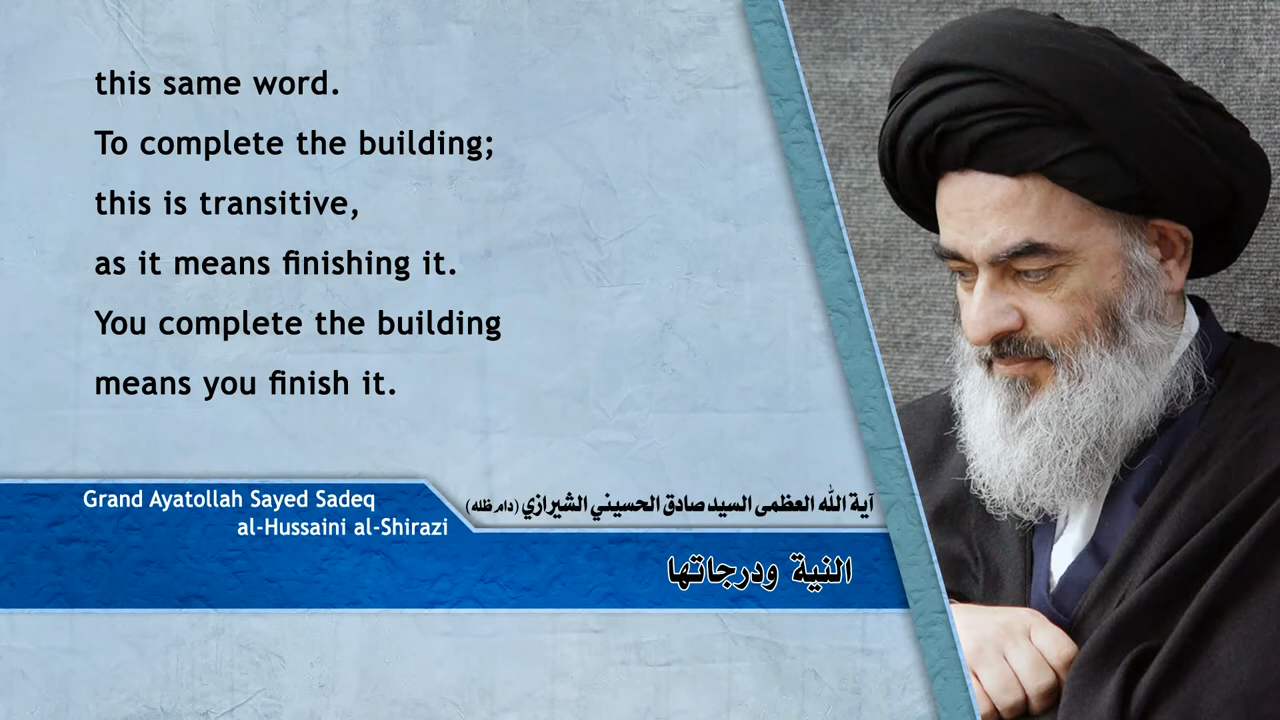 this same word.
To complete the building;
this is transitive,
as it means finishing it.
You complete the building
means you finish it.
Grand Ayatollah Sayed Sadeq
al-Hussaini al-Shirazi
آية الله العظمى السيد صادق الحسيني الشيرازي (دام ظله)
النية ودرجاتها